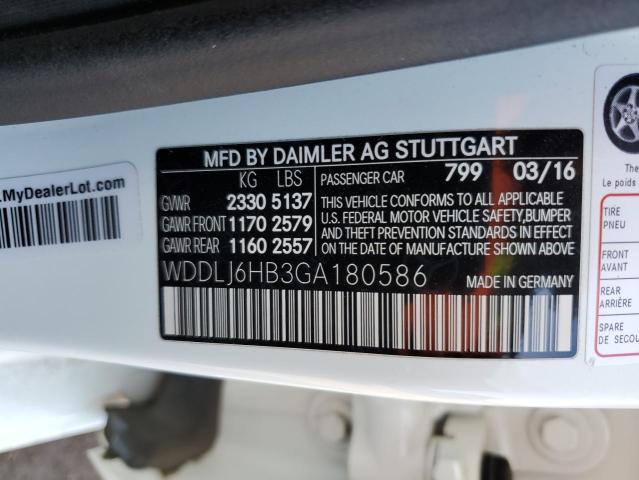 MFD BY DAIMLER AG STUTTGART
KG LBS PASSENGER CAR 799 03/16
GVWR 2330 5137
GAWR FRONT 1170 2579
GAWR REAR 1160 2557
THIS VEHICLE CONFORMS TO ALL APPLICABLE
U.S. FEDERAL MOTOR VEHICLE SAFETY,BUMPER
AND THEFT PREVENTION STANDARDS IN EFFECT
ON THE DATE OF MANUFACTURE SHOWN ABOVE
WDDLJ6HB3GA180586 MADE IN GERMANY
MyDealerLot.com
The
Le poids
TIRE
PNEU
FRONT
AVANT
REAR
ARRIÈRE
SPARE
DE SECOU